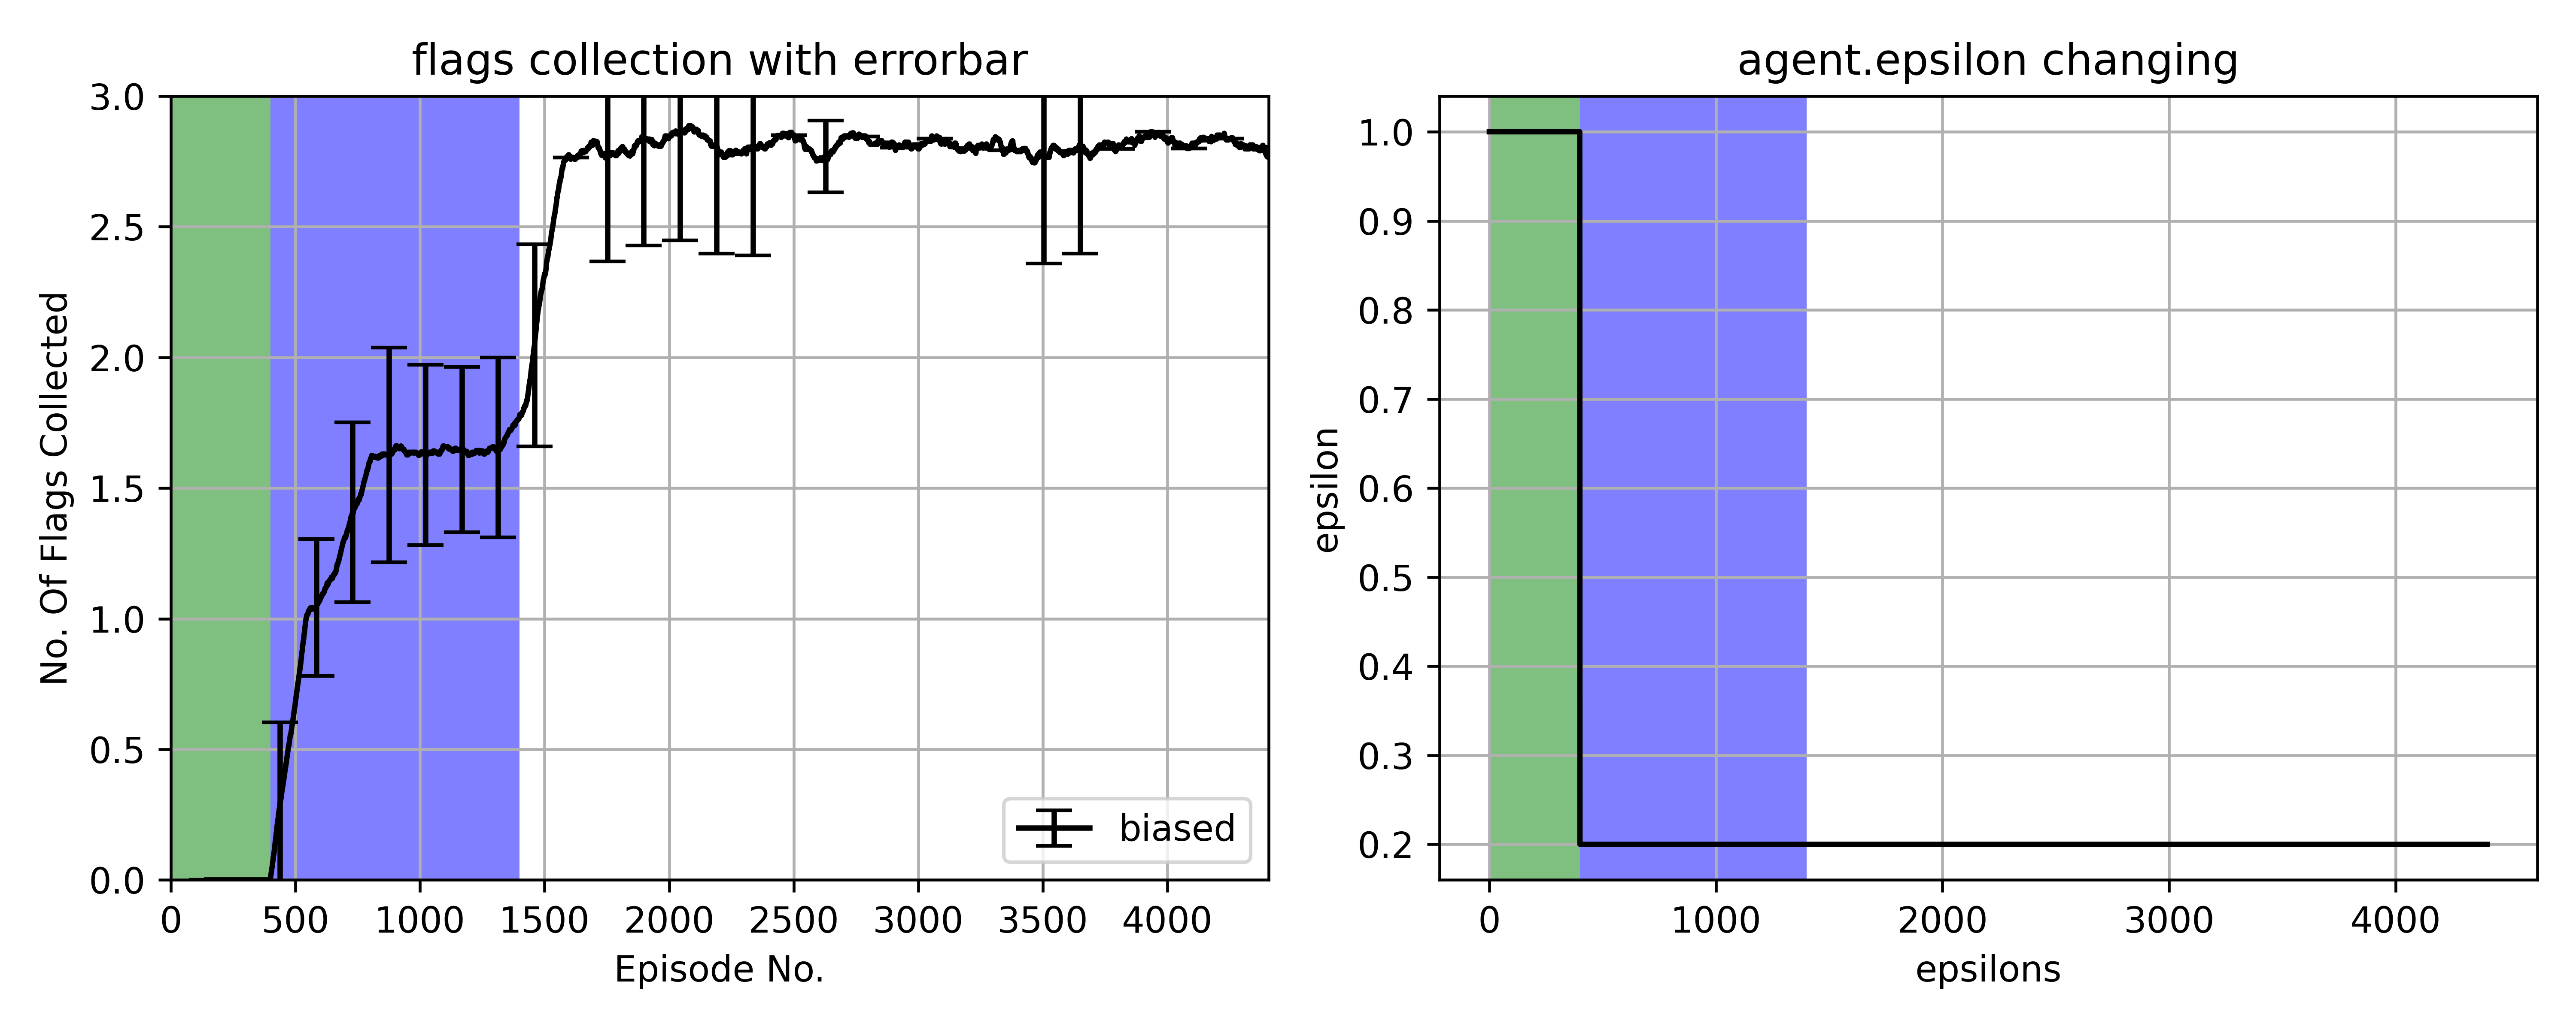 flags collection with errorbar
3.0
2.5
2.0
1.5
1.0
0.5
0.0
No. Of Flags Collected
0 500 1000 1500 2000 2500 3000 3500 4000
Episode No.
biased
agent.epsilon changing
1.0
0.9
0.8
0.7
0.6
0.5
0.4
0.3
0.2
epsilon
0 1000 2000 3000 4000
epsilons